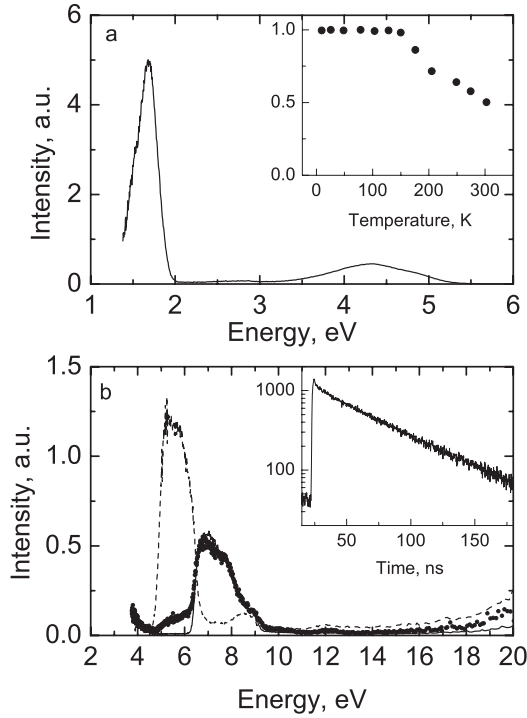 a
6
4
2
0
Intensity, a.u.
1 2 3 4 5 6
Energy, eV
1.0
0.5
0.0
0 100 200 300
Temperature, K
b
1.5
1.0
0.5
0.0
Intensity, a.u.
2 4 6 8 10 12 14 16 18 20
Energy, eV
1000
100
50 100 150
Time, ns